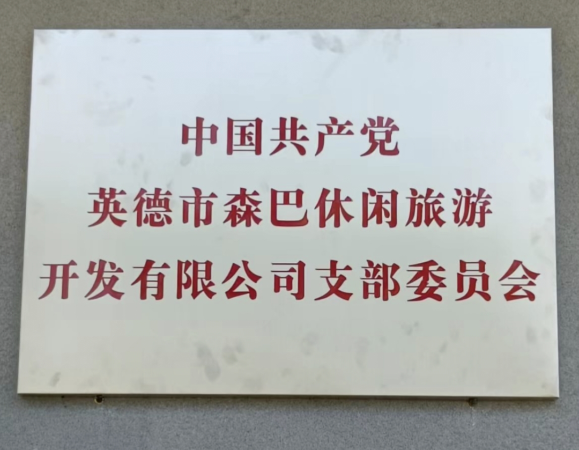 中国共产党
英德市森巴休闲旅游
开发有限公司支部委员会